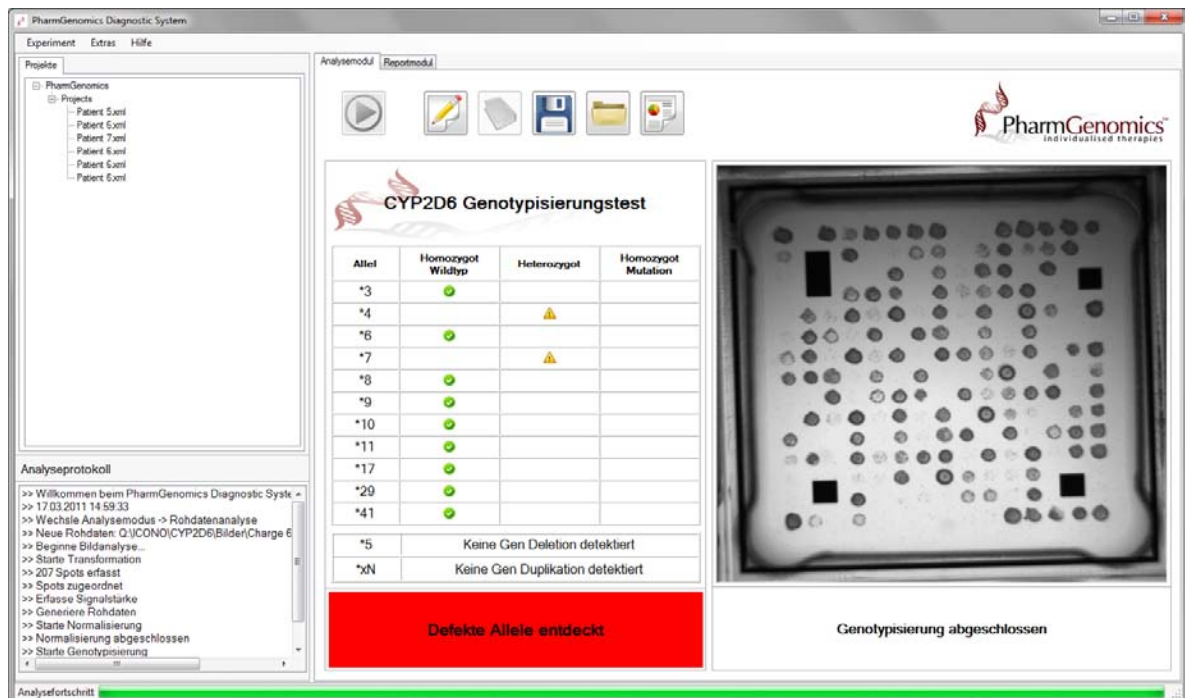 PharmGenomics Diagnostic System
Experiment Extras Hilfe
Projekte
PharmGenomics
Projects
Patient 5.xml
Patient 6.xml
Patient 7.xml
Patient 6.xml
Patient 6.xml
Patient 6.xml
Analyseprotokoll
>> Willkommen beim PharmGenomics Diagnostic Syste
>> 17.03.2011 14:59:33
>> Wechsle Analysemodus -> Rohdatenanalyse
>> Neue Rohdaten: Q:\ICONO\CYP2D6\Bilder\Charge 6
>> Beginne Bildanalyse...
>> Starte Transformation
>> 207 Spots erfasst
>> Spots zugeordnet
>> Erfasse Signalstärke
>> Generiere Rohdaten
>> Starte Normalisierung
>> Normalisierung abgeschlossen
>> Starte Genotypisierung
Analysemodul Reportmodul
PharmGenomics™
individualised therapies
CYP2D6 Genotypisierungstest
Allel Homozygot Wildtyp Heterozygot Homozygot Mutation
*3
*4
*6
*7
*8
*9
*10
*11
*17
*29
*41
*5 Keine Gen Deletion detektiert
*xN Keine Gen Duplikation detektiert
Defekte Allele entdeckt
Genotypisierung abgeschlossen
Analysefortschritt